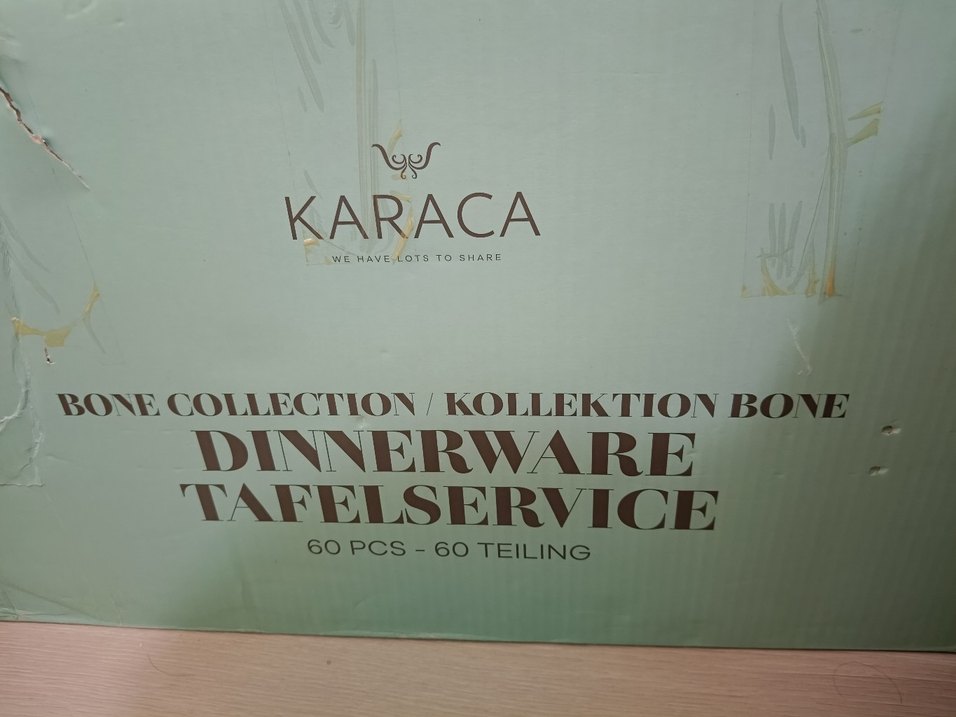 KARACA
WE HAVE LOTS TO SHARE
BONE COLLECTION / KOLLEKTION BONE
DINNERWARE
TAFELSERVICE
60 PCS - 60 TEILING